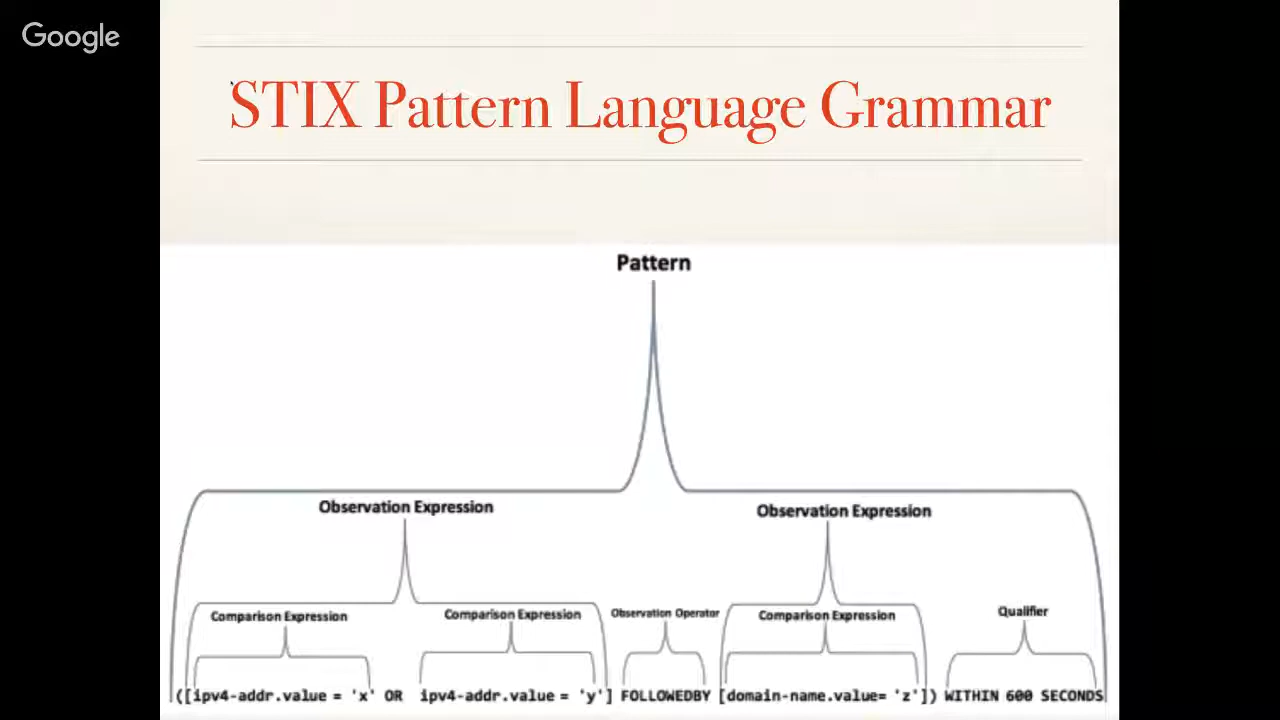 Google
STIX Pattern Language Grammar
Pattern
Observation Expression
Observation Expression
Comparison Expression
Comparison Expression
Observation Operator
Comparison Expression
Qualifier
([ipv4-addr.value = 'x' OR ipv4-addr.value = 'y'] FOLLOWEDBY [domain-name.value= 'z']) WITHIN 600 SECONDS